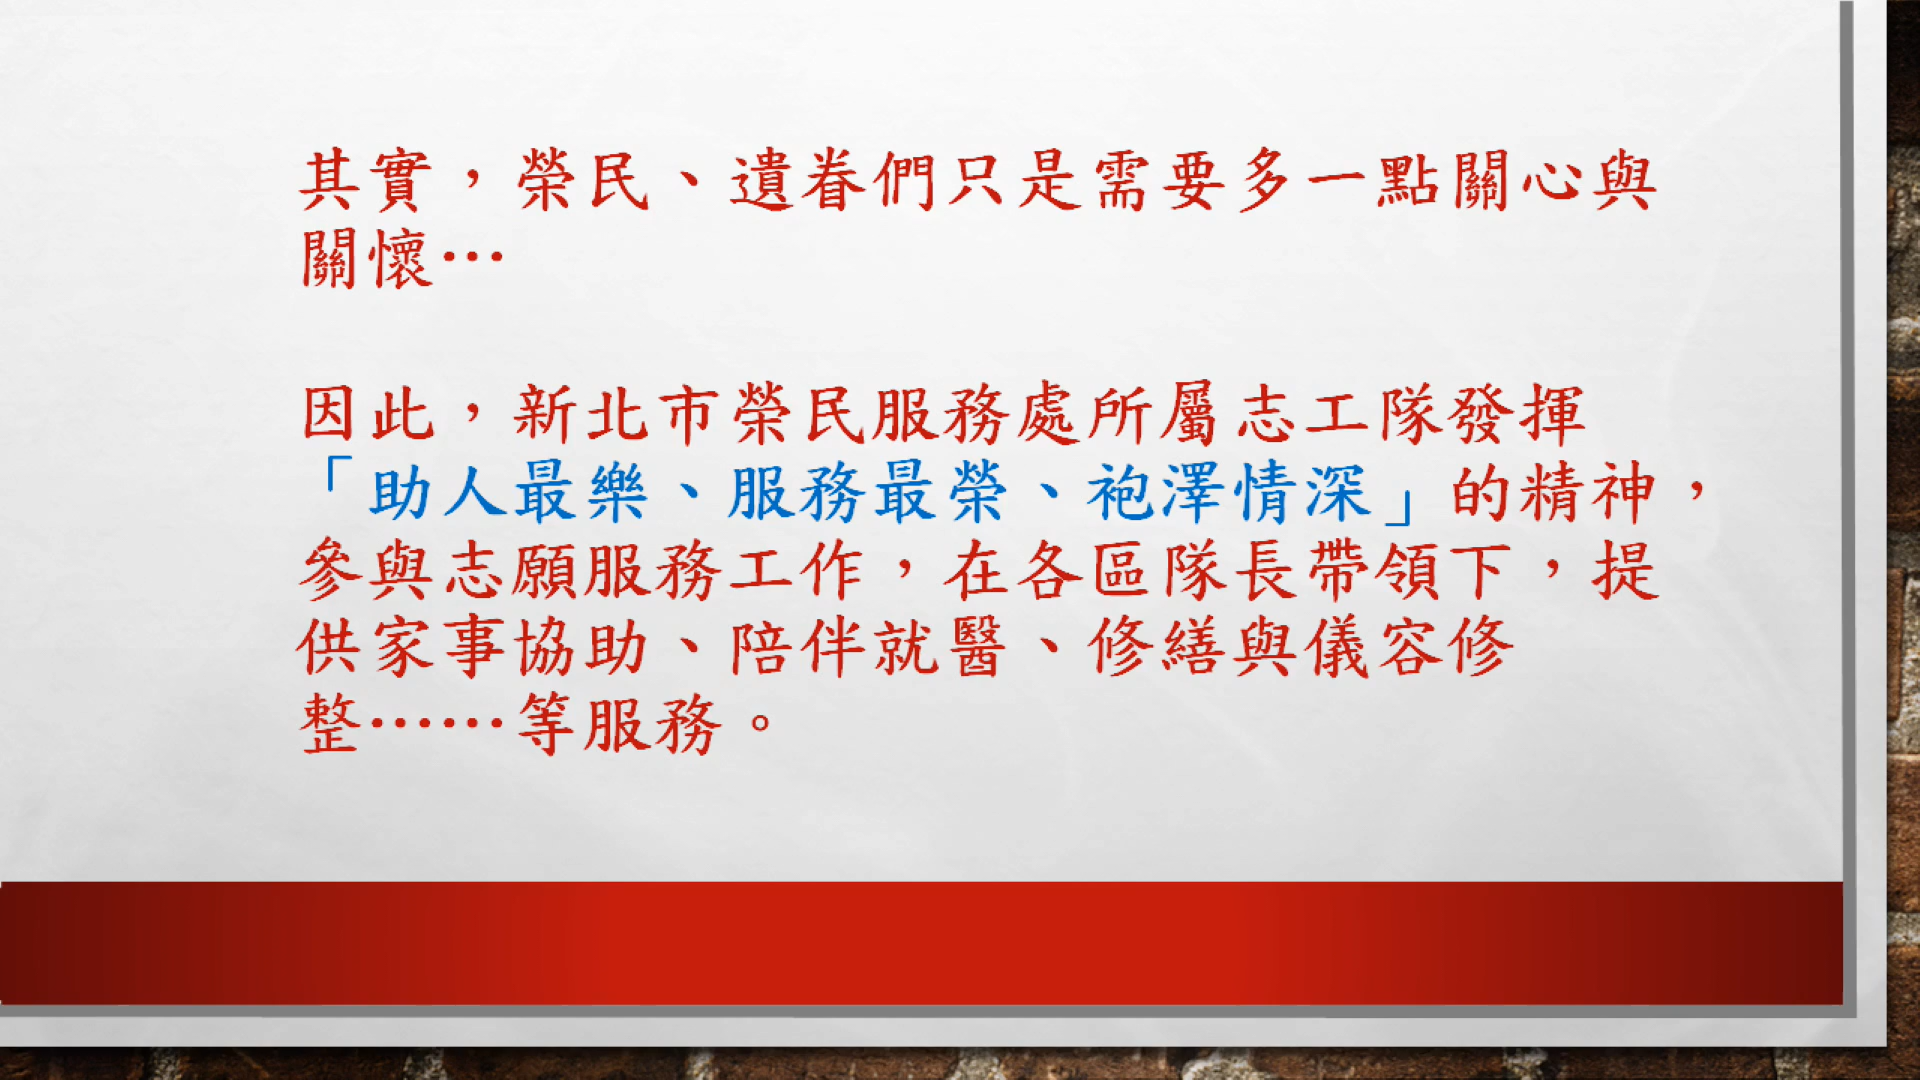 其實，榮民、遺眷們只是需要多一點關心與
關懷…
因此，新北市榮民服務處所屬志工隊發揮
「助人最樂、服務最榮、袍澤情深」的精神，
參與志願服務工作，在各區隊長帶領下，提
供家事協助、陪伴就醫、修繕與儀容修
整……等服務。